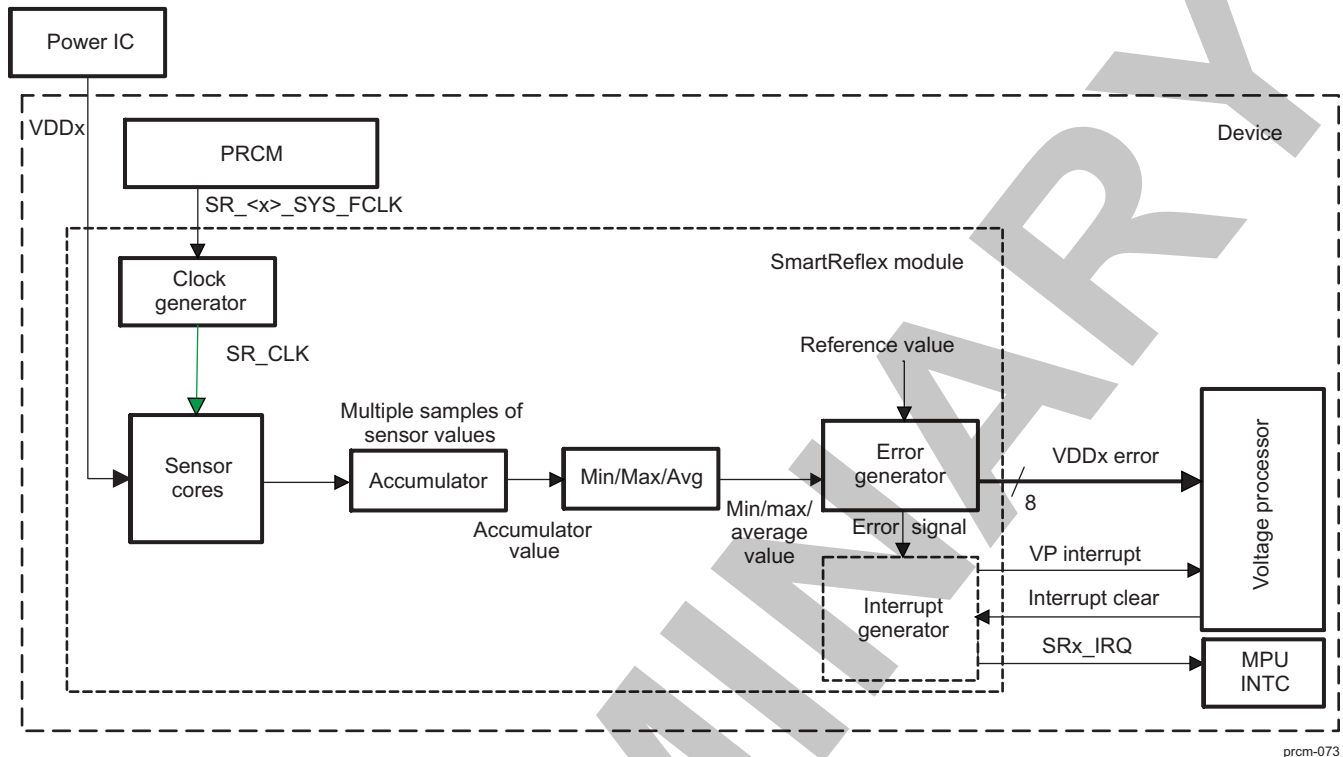 Power IC
VDDx
Device
PRCM
SR_<x>_SYS_FCLK
SmartReflex module
Clock
generator
SR_CLK
Reference value
Multiple samples of
sensor values
Sensor
cores
Accumulator
Min/Max/Avg
Error
generator
VDDx error
8
Accumulator
value
Min/max/
average
value
Error signal
Voltage processor
VP interrupt
Interrupt
generator
Interrupt clear
SRx_IRQ
MPU
INTC
MINARY
prcm-073